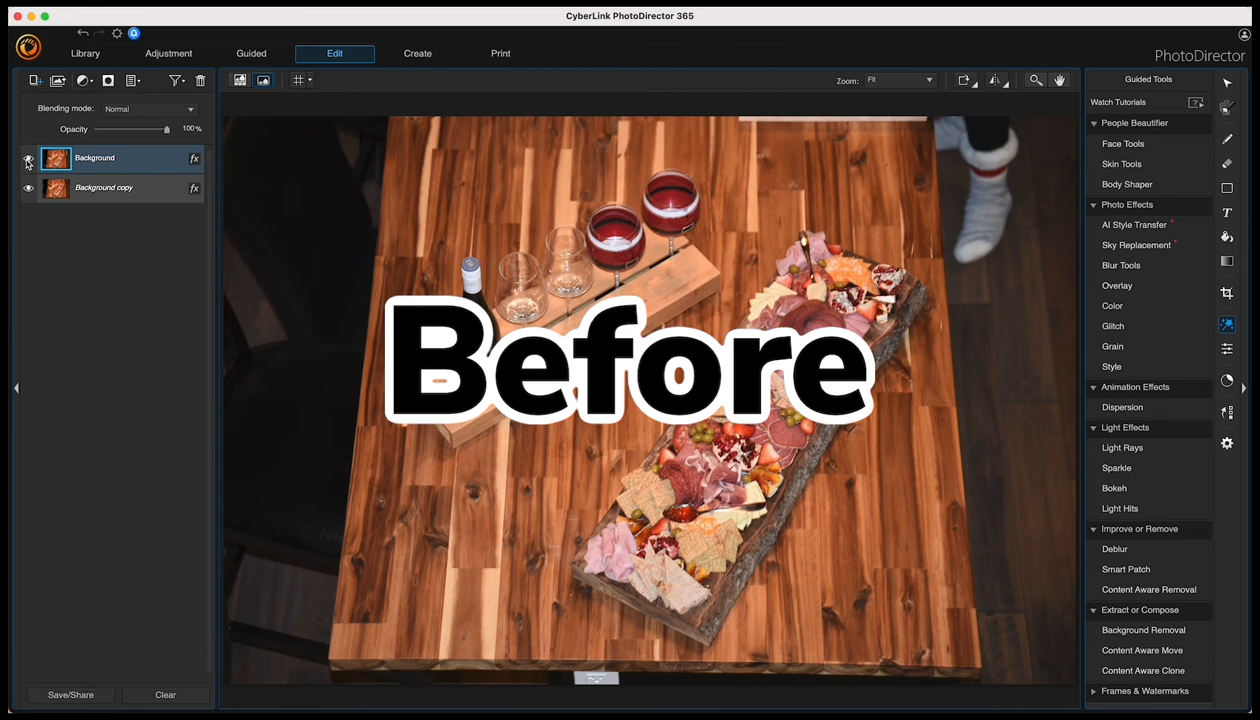 CyberLink PhotoDirector 365
Library
Adjustment
Guided
Edit
Create
Print
PhotoDirector
Zoom:
Fit
Blending mode:
Normal
Opacity
100%
Background
fx
Background copy
fx
Before
Guided Tools
Watch Tutorials
People Beautifier
Face Tools
Skin Tools
Body Shaper
Photo Effects
AI Style Transfer
Sky Replacement
Blur Tools
Overlay
Color
Glitch
Grain
Style
Animation Effects
Dispersion
Light Effects
Light Rays
Sparkle
Bokeh
Light Hits
Improve or Remove
Deblur
Smart Patch
Content Aware Removal
Extract or Compose
Background Removal
Content Aware Move
Content Aware Clone
Frames & Watermarks
Save/Share
Clear